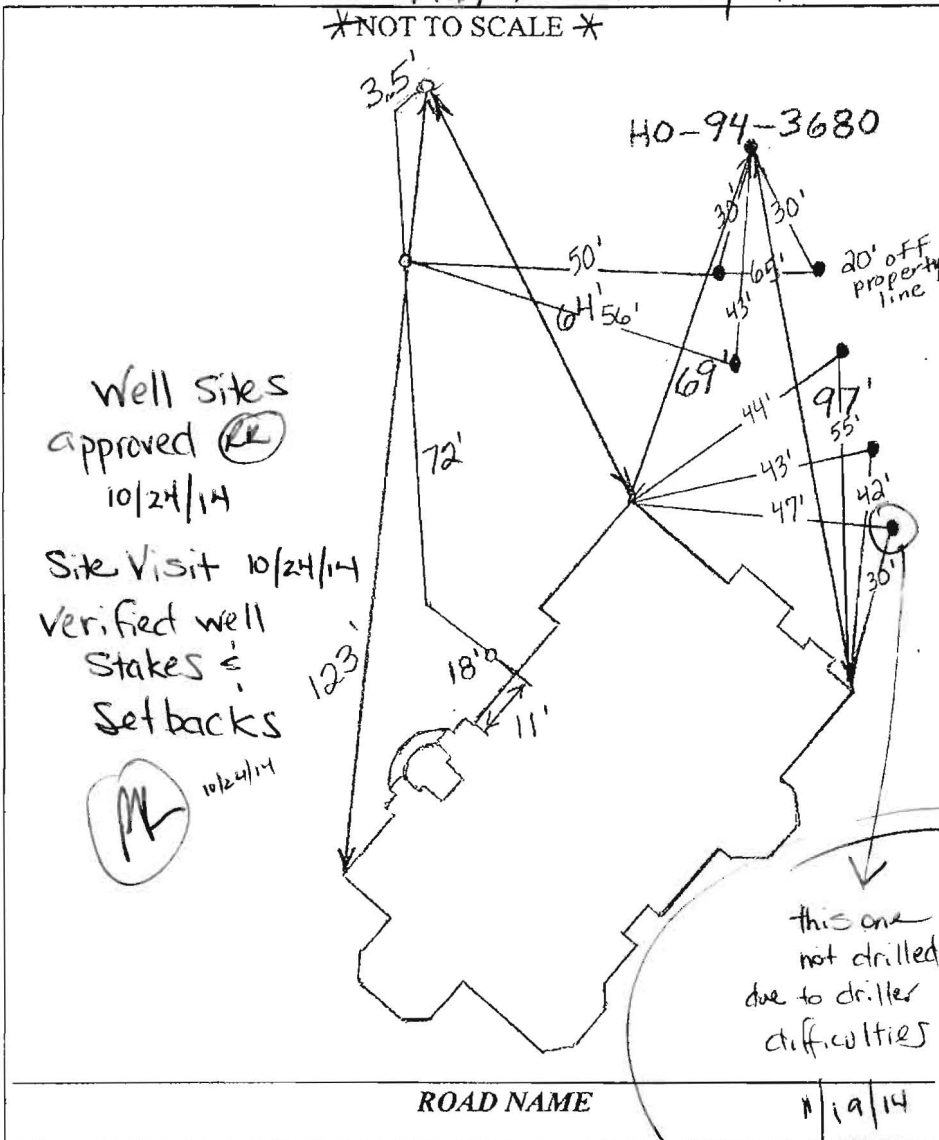 *NOT TO SCALE*
3.5'
HO-94-3680
30'
30'
50'
65'
20' off
property
line
64'
56'
43'
69'
97'
44'
55'
43'
42'
47'
30'
72'
Well Sites
approved
10/24/14
Site Visit 10/24/14
Verified well
Stakes &
Setbacks
10/24/14
123'
18'
11'
this one
not drilled
due to driller
difficulties
ROAD NAME
11/19/14